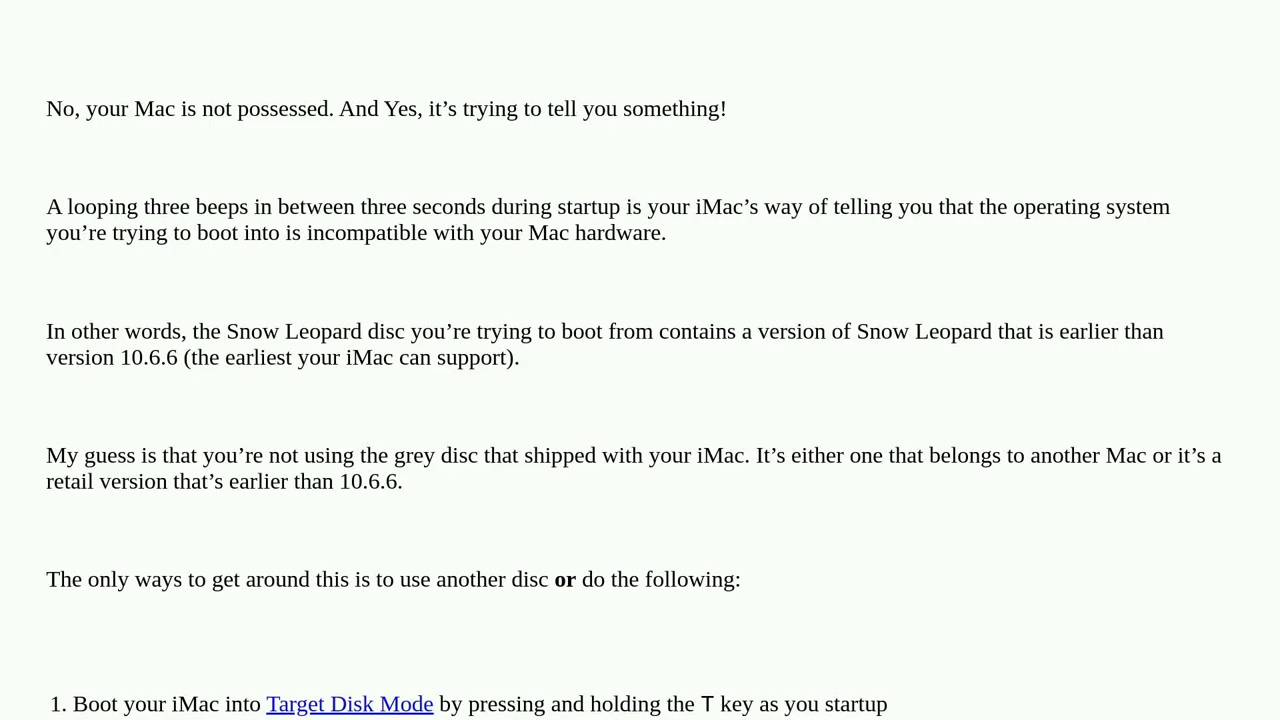 No, your Mac is not possessed. And Yes, it’s trying to tell you something!
A looping three beeps in between three seconds during startup is your iMac’s way of telling you that the operating system
you’re trying to boot into is incompatible with your Mac hardware.
In other words, the Snow Leopard disc you’re trying to boot from contains a version of Snow Leopard that is earlier than
version 10.6.6 (the earliest your iMac can support).
My guess is that you’re not using the grey disc that shipped with your iMac. It’s either one that belongs to another Mac or it’s a
retail version that’s earlier than 10.6.6.
The only ways to get around this is to use another disc or do the following:
1. Boot your iMac into Target Disk Mode by pressing and holding the T key as you startup